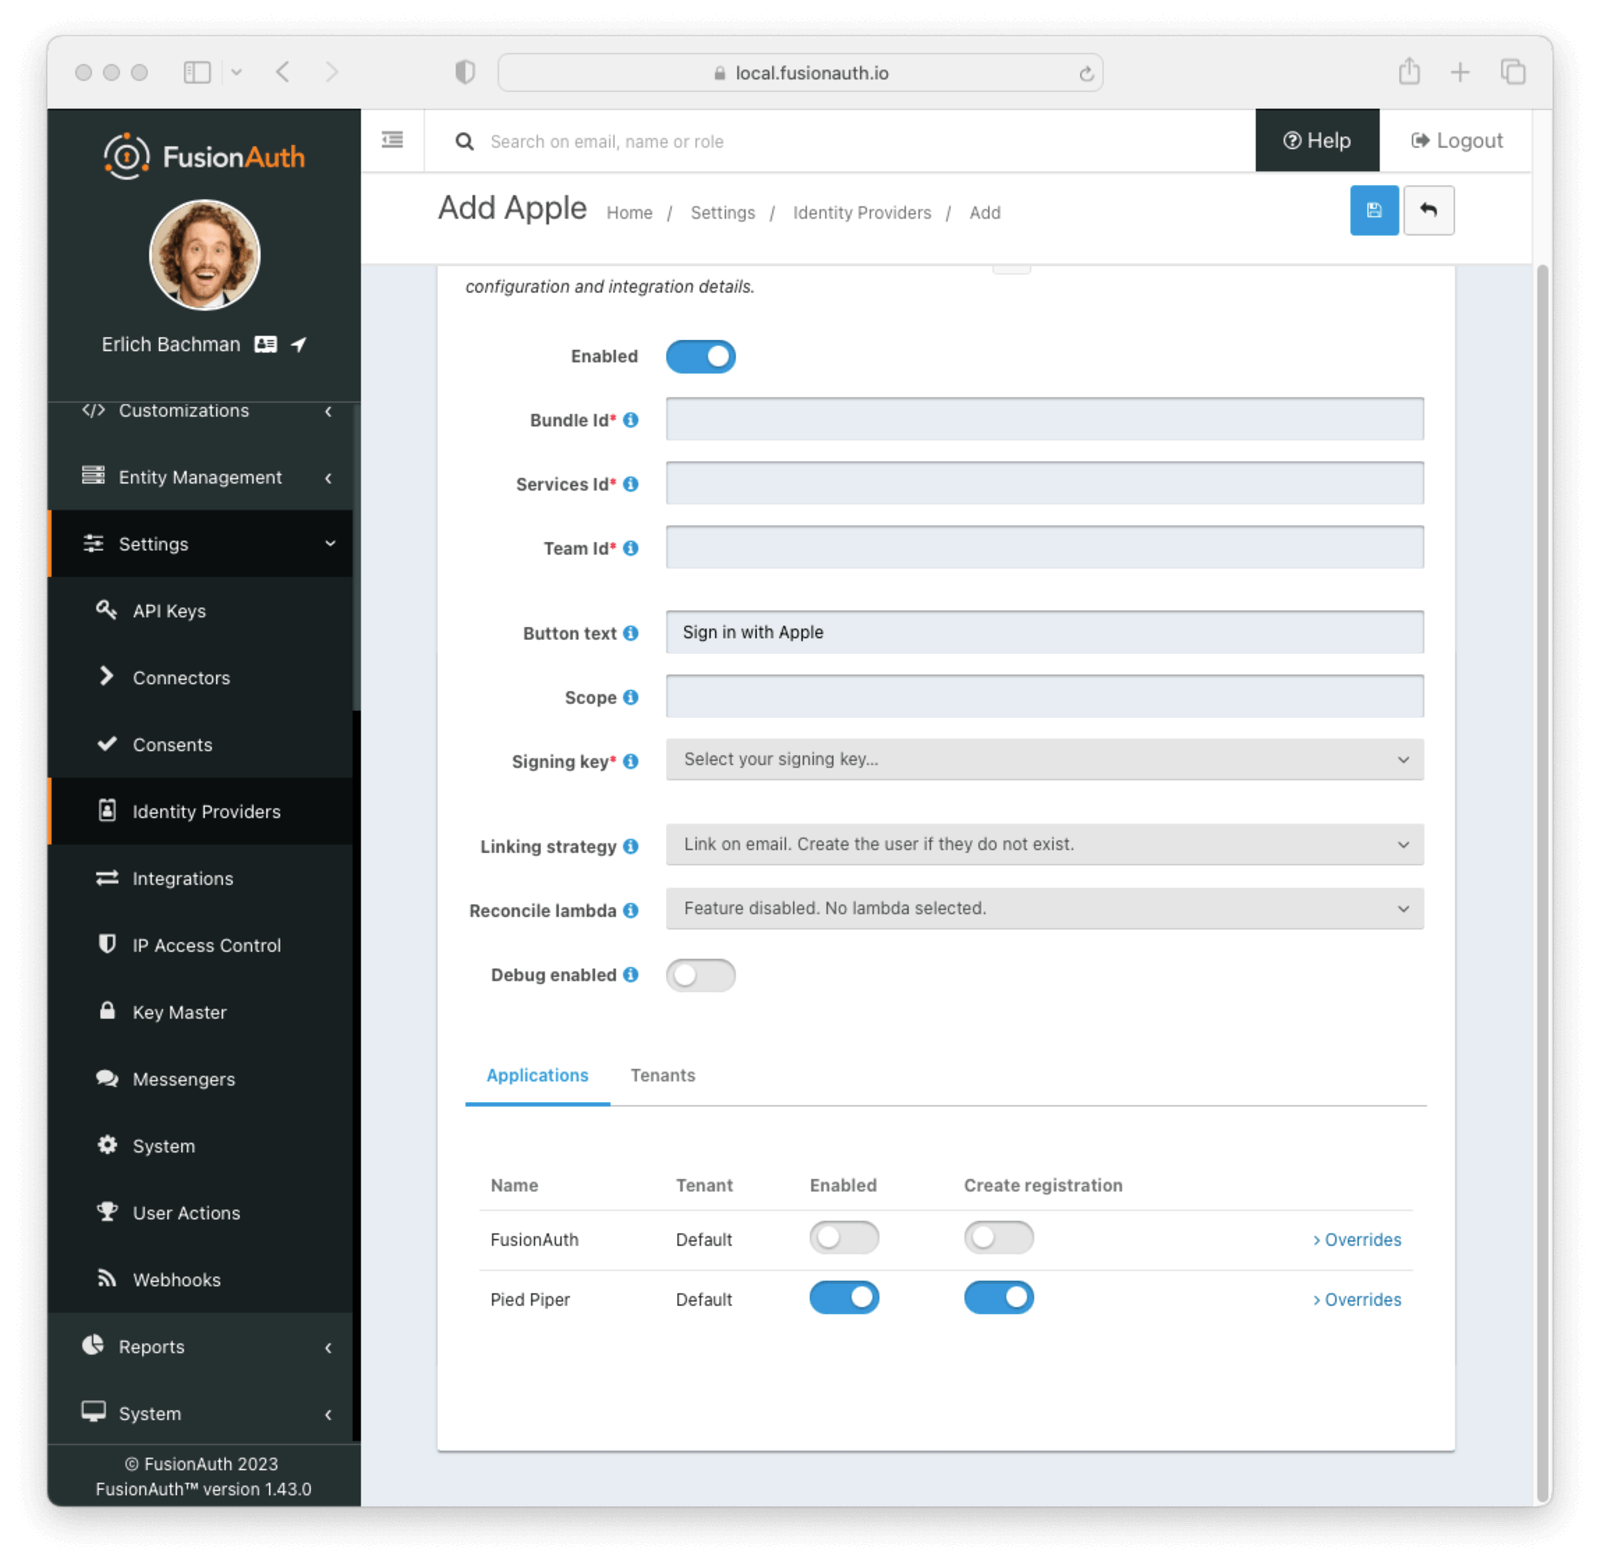 local.fusionauth.io
FusionAuth
Search on email, name or role
Help
Logout
Add Apple
Home / Settings / Identity Providers / Add
Erlich Bachman
Customizations
Entity Management
Settings
API Keys
Connectors
Consents
Identity Providers
Integrations
IP Access Control
Key Master
Messengers
System
User Actions
Webhooks
Reports
System
© FusionAuth 2023
FusionAuth™ version 1.43.0
configuration and integration details.
Enabled
Bundle Id*
Services Id*
Team Id*
Button text Sign in with Apple
Scope
Signing key* Select your signing key...
Linking strategy Link on email. Create the user if they do not exist.
Reconcile lambda Feature disabled. No lambda selected.
Debug enabled
Applications Tenants
Name Tenant Enabled Create registration
FusionAuth Default > Overrides
Pied Piper Default > Overrides